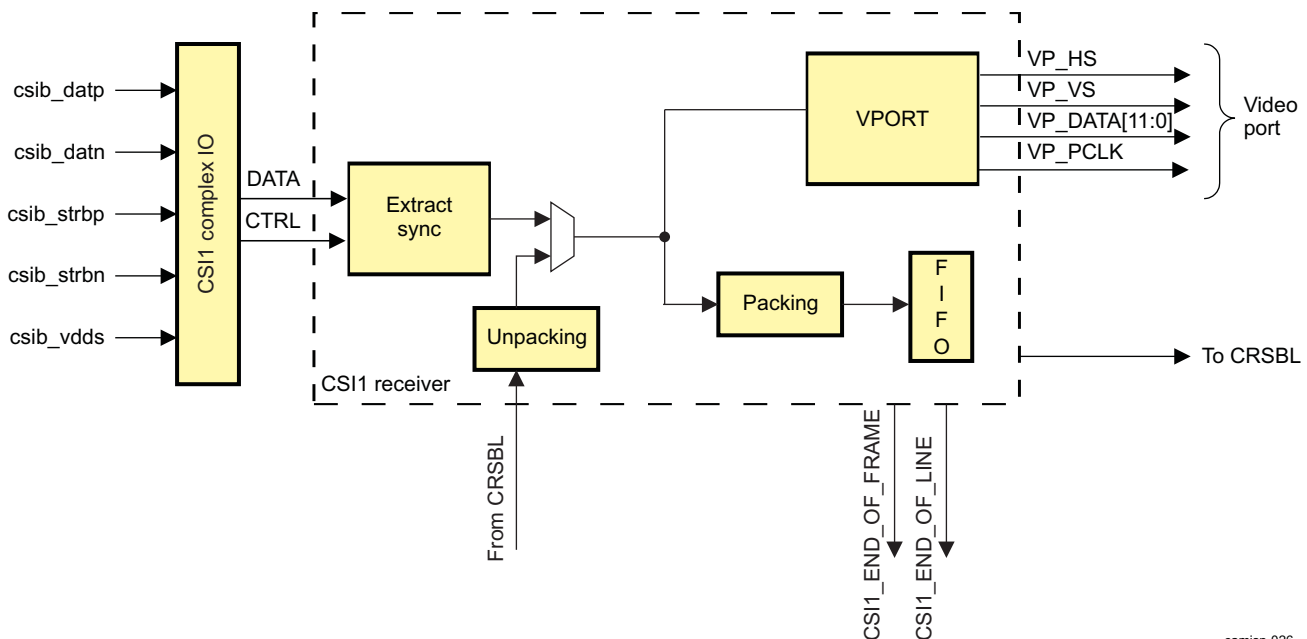 csib_datp
csib_datn
csib_strbp
csib_strbn
csib_vdds
CSI1 complex IO
DATA
CTRL
Extract
sync
Unpacking
CSI1 receiver
From CRSBL
VPORT
Packing
F
I
F
O
VP_HS
VP_VS
VP_DATA[11:0]
VP_PCLK
Video
port
To CRSBL
CSI1_END_OF_FRAME
CSI1_END_OF_LINE